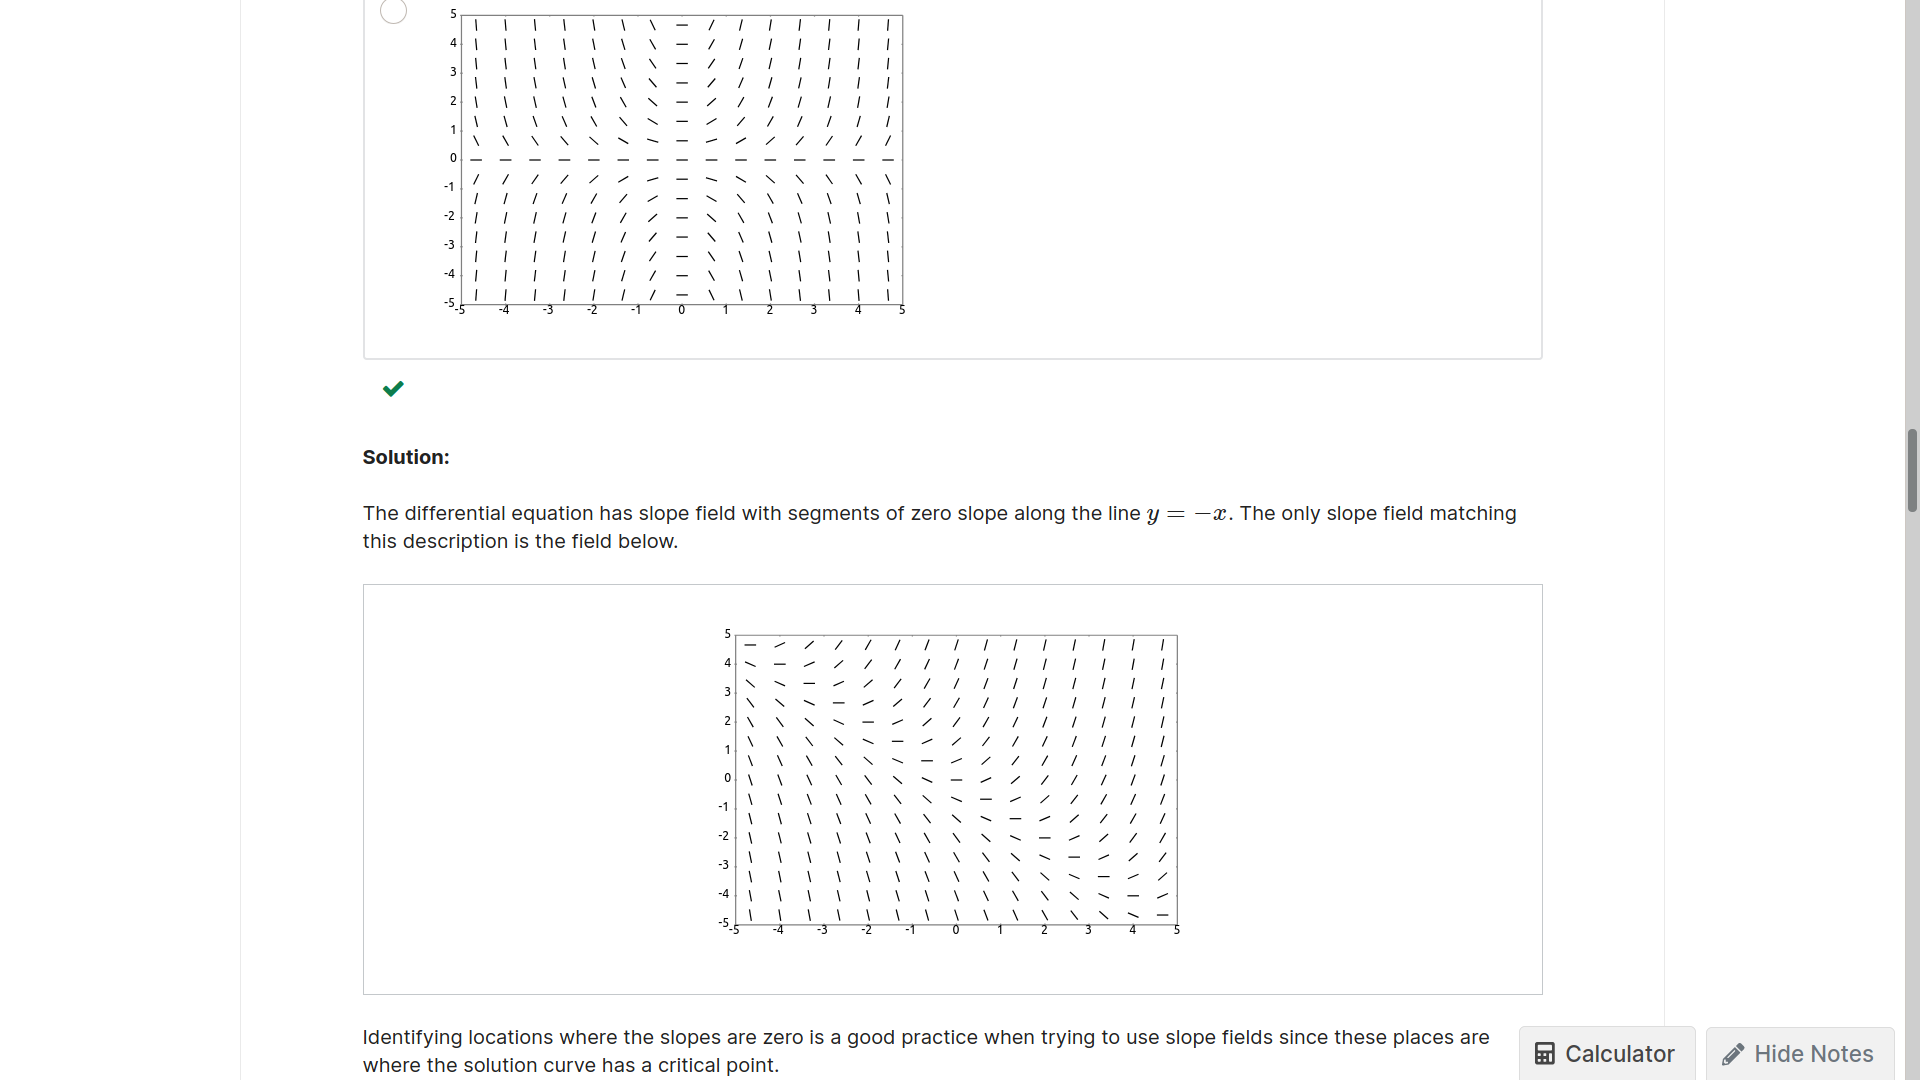 5
4
3
2
1
0
-1
-2
-3
-4
-5
-5 -4 -3 -2 -1 0 1 2 3 4 5
Solution:
The differential equation has slope field with segments of zero slope along the line y = −x. The only slope field matching
this description is the field below.
5
4
3
2
1
0
-1
-2
-3
-4
-5
-5 -4 -3 -2 -1 0 1 2 3 4 5
Identifying locations where the slopes are zero is a good practice when trying to use slope fields since these places are
where the solution curve has a critical point.
Calculator
Hide Notes